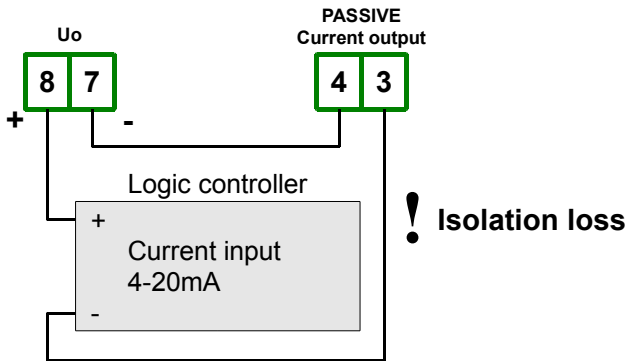 Uo
PASSIVE
Current output
8 7
4 3
+
-
Logic controller
+
Current input
4-20mA
-
! Isolation loss